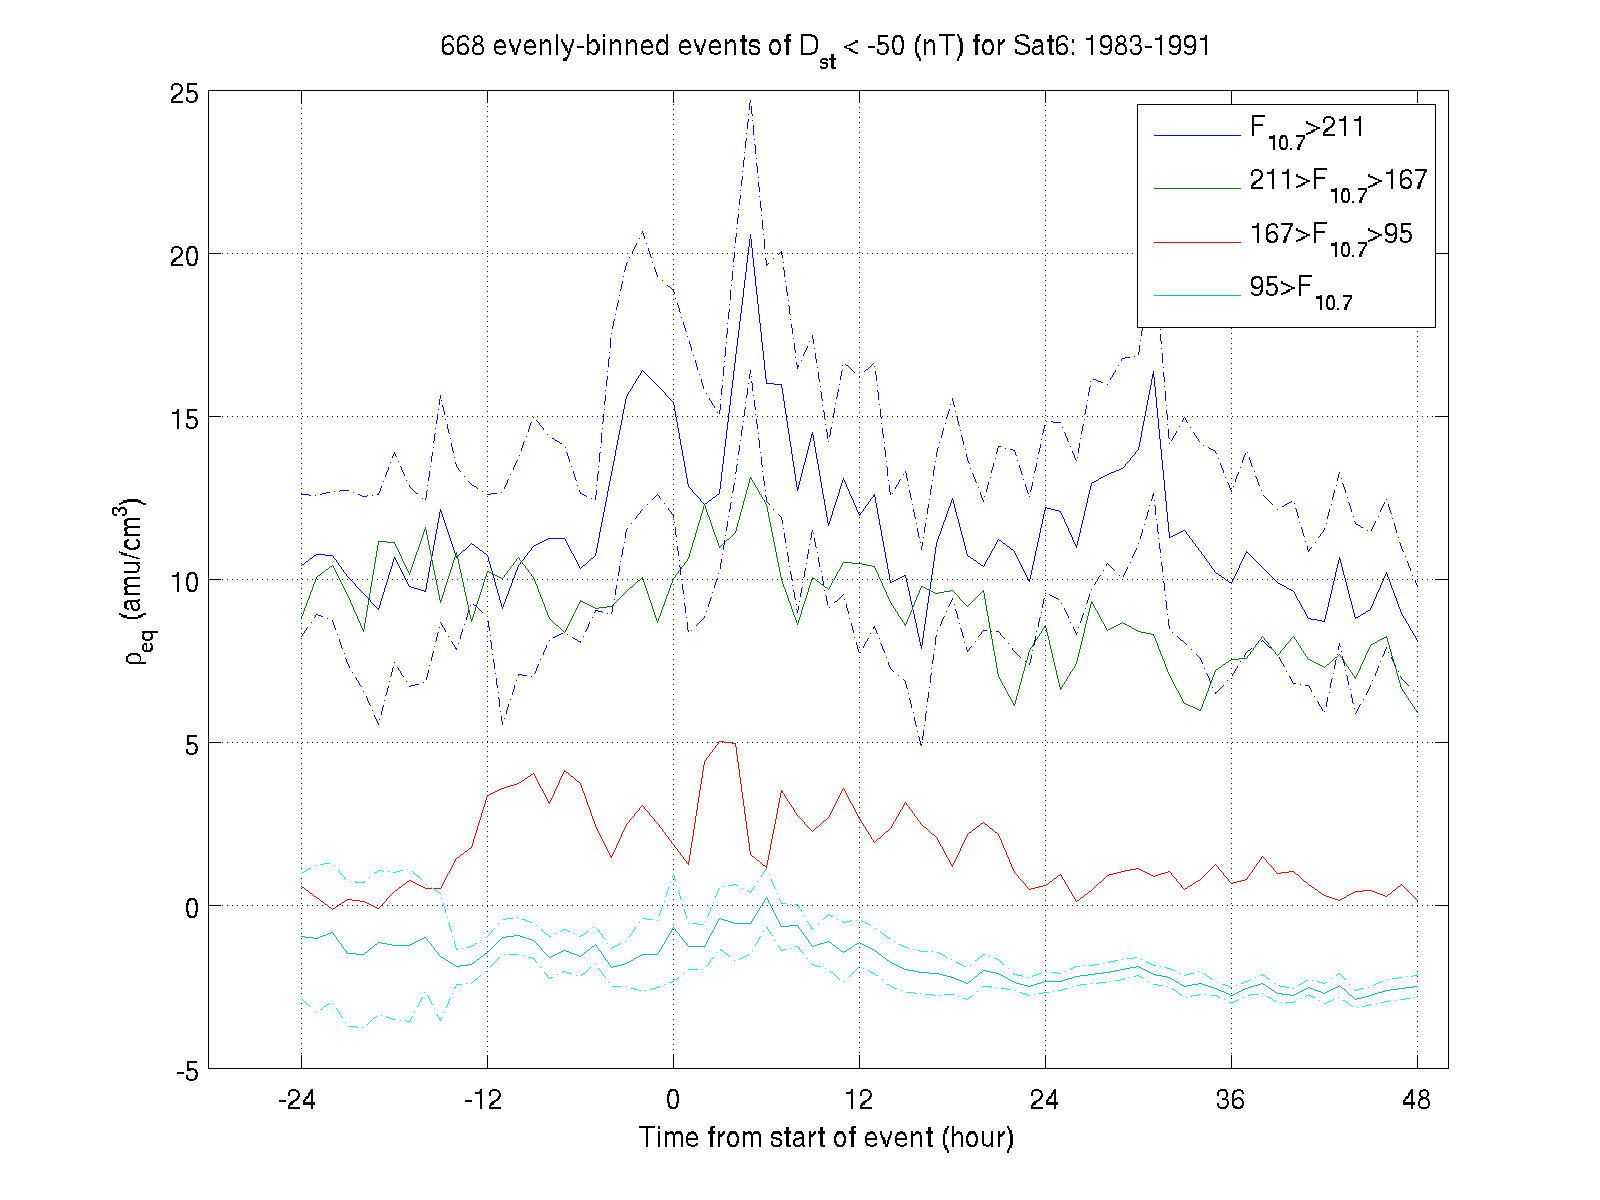 668 evenly-binned events of D_st < -50 (nT) for Sat6: 1983-1991
25
20
15
10
5
0
-5
ρ_eq (amu/cm^3)
F_10.7>211
211>F_10.7>167
167>F_10.7>95
95>F_10.7
-24 -12 0 12 24 36 48
Time from start of event (hour)